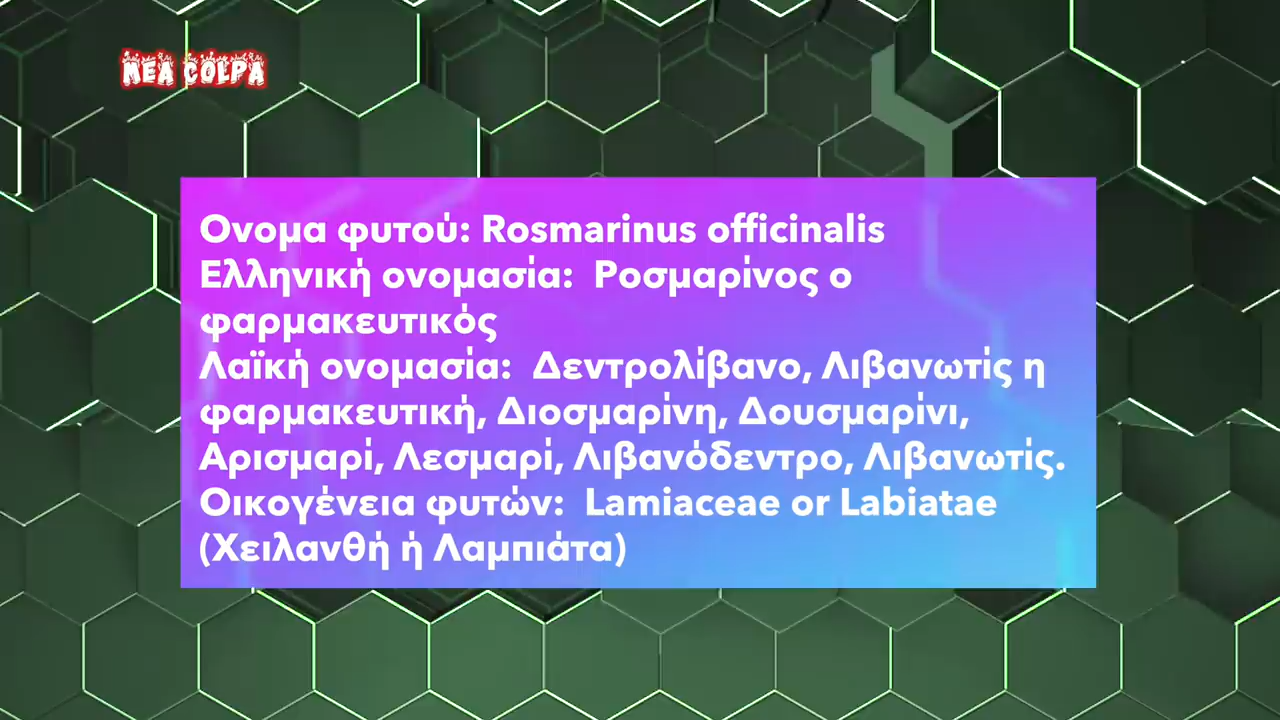 MEA COLPA
Ονομα φυτού: Rosmarinus officinalis
Ελληνική ονομασία:  Ροσμαρίνος ο
φαρμακευτικός
Λαϊκή ονομασία:  Δεντρολίβανο, Λιβανωτίς η
φαρμακευτική, Διοσμαρίνη, Δουσμαρίνι,
Αρισμαρί, Λεσμαρί, Λιβανόδεντρο, Λιβανωτίς.
Οικογένεια φυτών:  Lamiaceae or Labiatae
(Χειλανθή ή Λαμπιάτα)